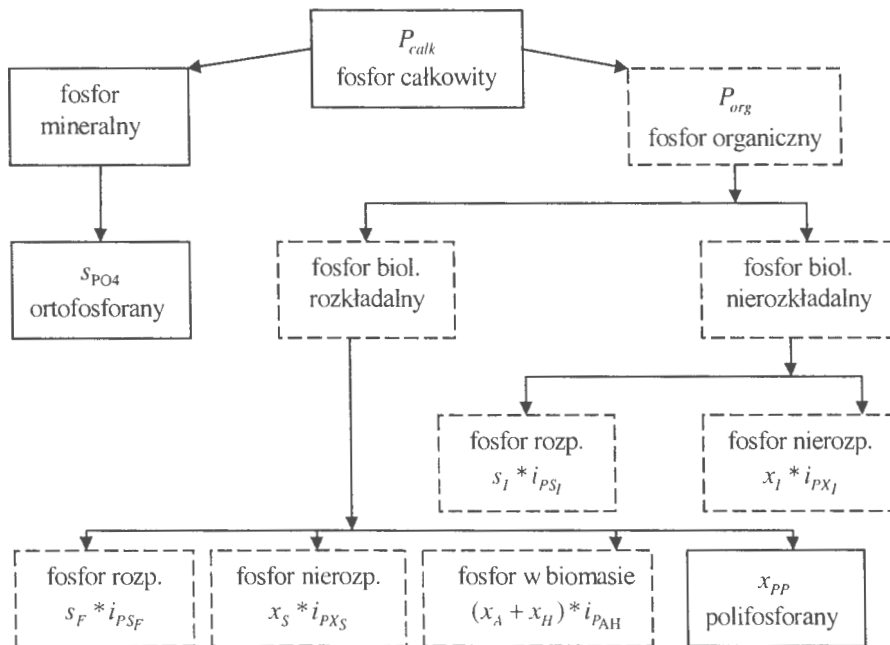 P_calk
fosfor całkowity
fosfor
mineralny
P_org
fosfor organiczny
s_PO4
ortofosforany
fosfor biol.
rozkładalny
fosfor biol.
nierozkładalny
fosfor rozp.
s_I * i_PS_I
fosfor nierozp.
x_I * i_PX_I
fosfor rozp.
s_F * i_PS_F
fosfor nierozp.
x_S * i_PX_S
fosfor w biomasie
(x_A + x_H) * i_P_AH
x_PP
polifosforany